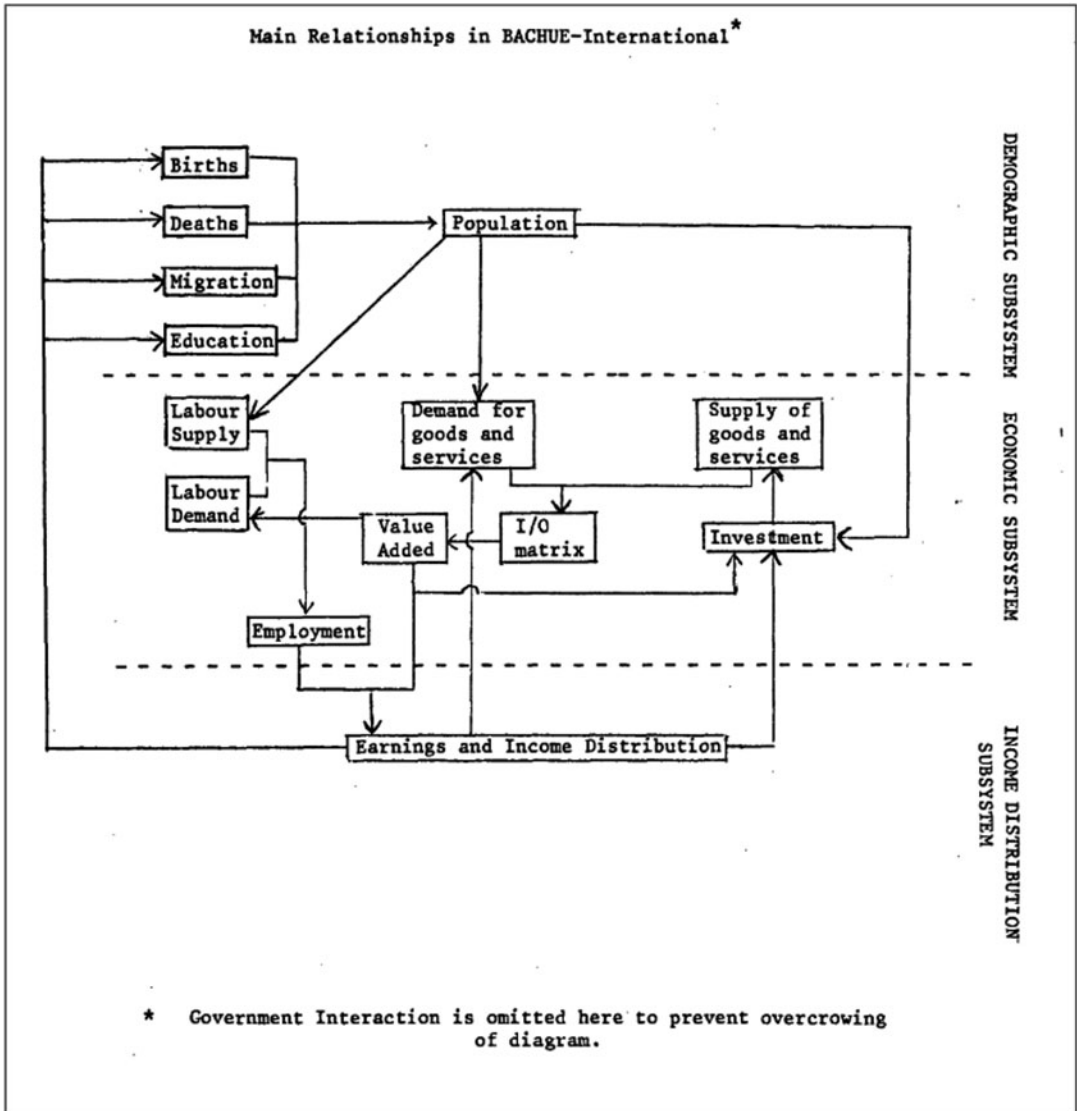 Main Relationships in BACHUE-International*
Births
Deaths
Population
Migration
Education
DEMOGRAPHIC SUBSYSTEM
Labour
Supply
Demand for
goods and
services
Supply of
goods and
services
Labour
Demand
Value
Added
I/O
matrix
Investment
Employment
ECONOMIC SUBSYSTEM
Earnings and Income Distribution
INCOME DISTRIBUTION
SUBSYSTEM
* Government Interaction is omitted here to prevent overcrowing
of diagram.